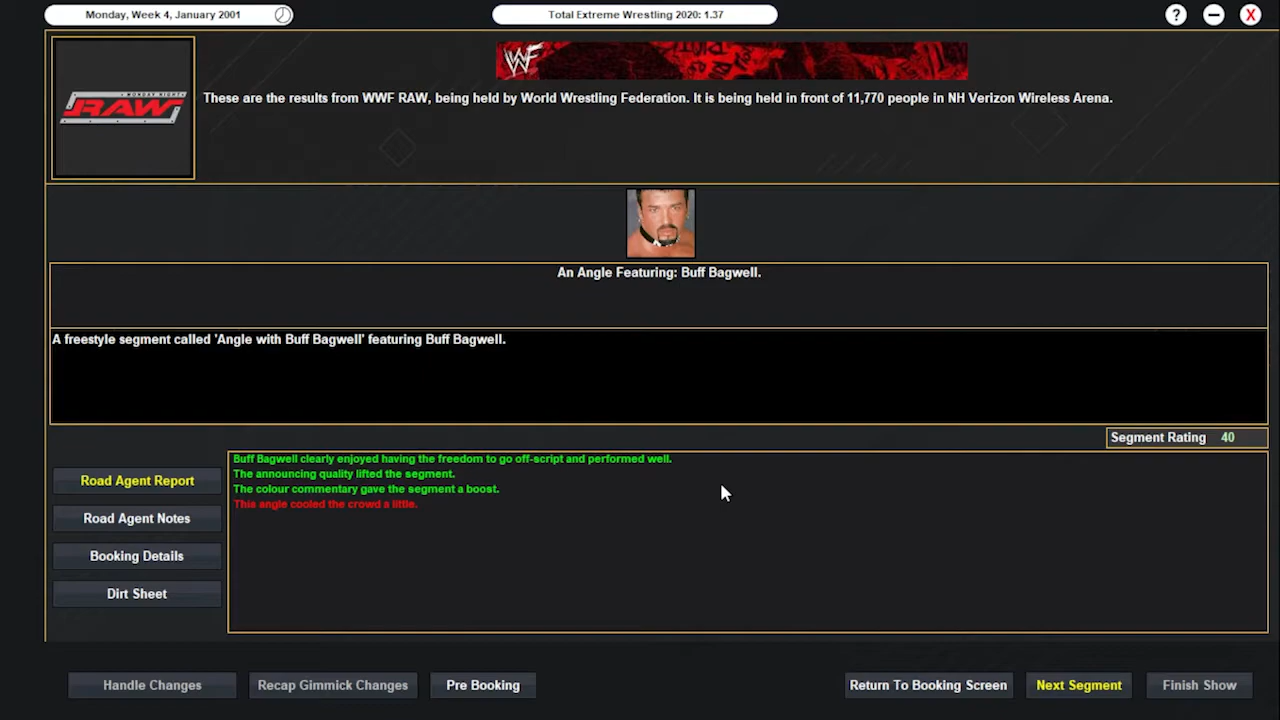 Monday, Week 4, January 2001
Total Extreme Wrestling 2020: 1.37
?
X
WF
MONDAY NIGHT
RAW
These are the results from WWF RAW, being held by World Wrestling Federation. It is being held in front of 11,770 people in NH Verizon Wireless Arena.
An Angle Featuring: Buff Bagwell.
A freestyle segment called 'Angle with Buff Bagwell' featuring Buff Bagwell.
Segment Rating 40
Road Agent Report
Road Agent Notes
Booking Details
Dirt Sheet
Buff Bagwell clearly enjoyed having the freedom to go off-script and performed well.
The announcing quality lifted the segment.
The colour commentary gave the segment a boost.
This angle cooled the crowd a little.
Handle Changes
Recap Gimmick Changes
Pre Booking
Return To Booking Screen
Next Segment
Finish Show